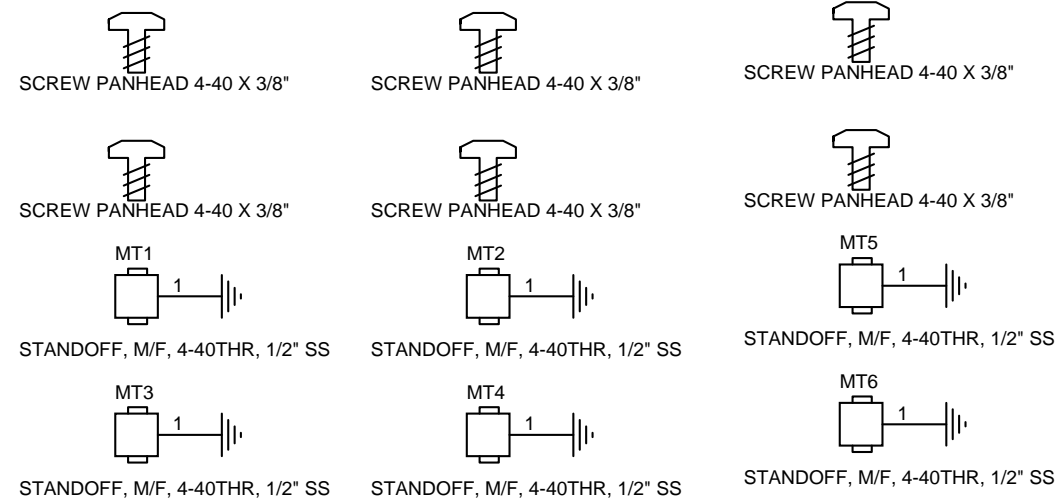 SCREW PANHEAD 4-40 X 3/8"
SCREW PANHEAD 4-40 X 3/8"
SCREW PANHEAD 4-40 X 3/8"
SCREW PANHEAD 4-40 X 3/8"
SCREW PANHEAD 4-40 X 3/8"
SCREW PANHEAD 4-40 X 3/8"
MT1
1
STANDOFF, M/F, 4-40THR, 1/2" SS
MT2
1
STANDOFF, M/F, 4-40THR, 1/2" SS
MT5
1
STANDOFF, M/F, 4-40THR, 1/2" SS
MT3
1
STANDOFF, M/F, 4-40THR, 1/2" SS
MT4
1
STANDOFF, M/F, 4-40THR, 1/2" SS
MT6
1
STANDOFF, M/F, 4-40THR, 1/2" SS